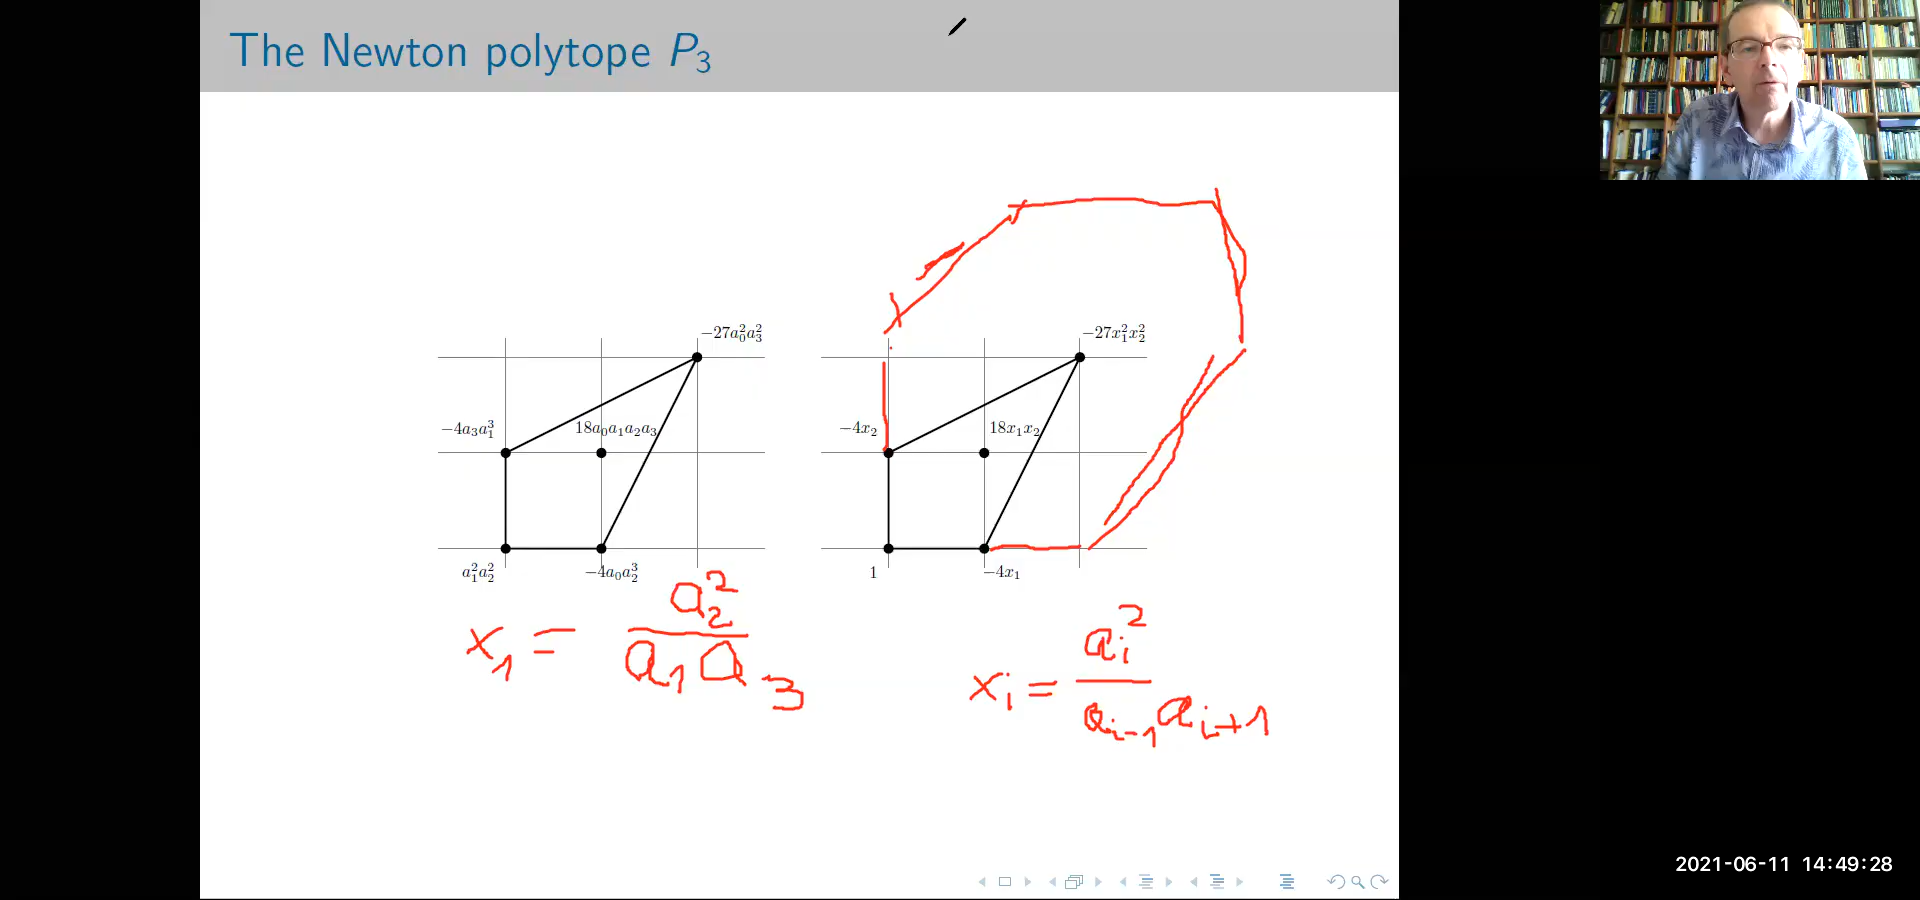 The Newton polytope P₃
−27a₀²a₃²
−4a₃a₁³
18a₀a₁a₂a₃
a₁²a₂²
−4a₀a₂³
−27x₁²x₂²
−4x₂
18x₁x₂
1
−4x₁
x₁ = a₂² / a₁a₃
xᵢ = aᵢ² / aᵢ₋₁aᵢ₊₁
2021-06-11 14:49:28